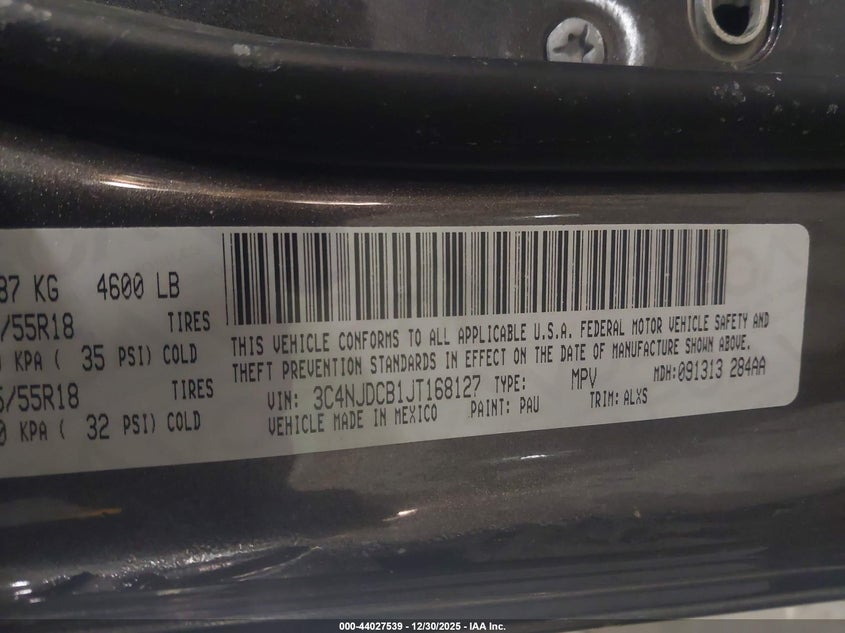 87 KG 4600 LB
/55R18 TIRES
KPA ( 35 PSI) COLD
/55R18 TIRES
0 KPA ( 32 PSI) COLD
THIS VEHICLE CONFORMS TO ALL APPLICABLE U.S.A. FEDERAL MOTOR VEHICLE SAFETY AND
THEFT PREVENTION STANDARDS IN EFFECT ON THE DATE OF MANUFACTURE SHOWN ABOVE.
VIN: 3C4NJDCB1JT168127 TYPE: MPV MDH:091313 284AA
VEHICLE MADE IN MEXICO PAINT: PAU TRIM: ALXS
000-44027539 - 12/30/2025 - IAA Inc.